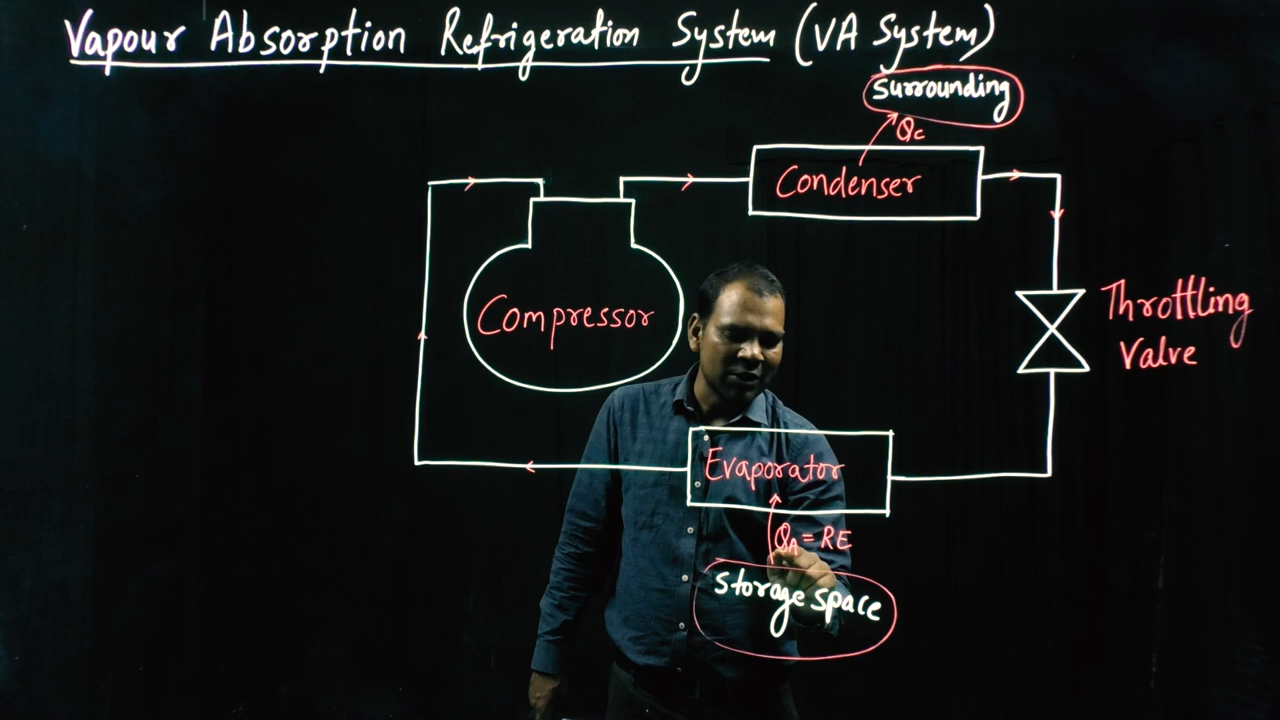 Vapour Absorption Refrigeration System (VA System)
Surrounding
Qc
Condenser
Compressor
Throttling
Valve
Evaporator
QA = RE
Storage space